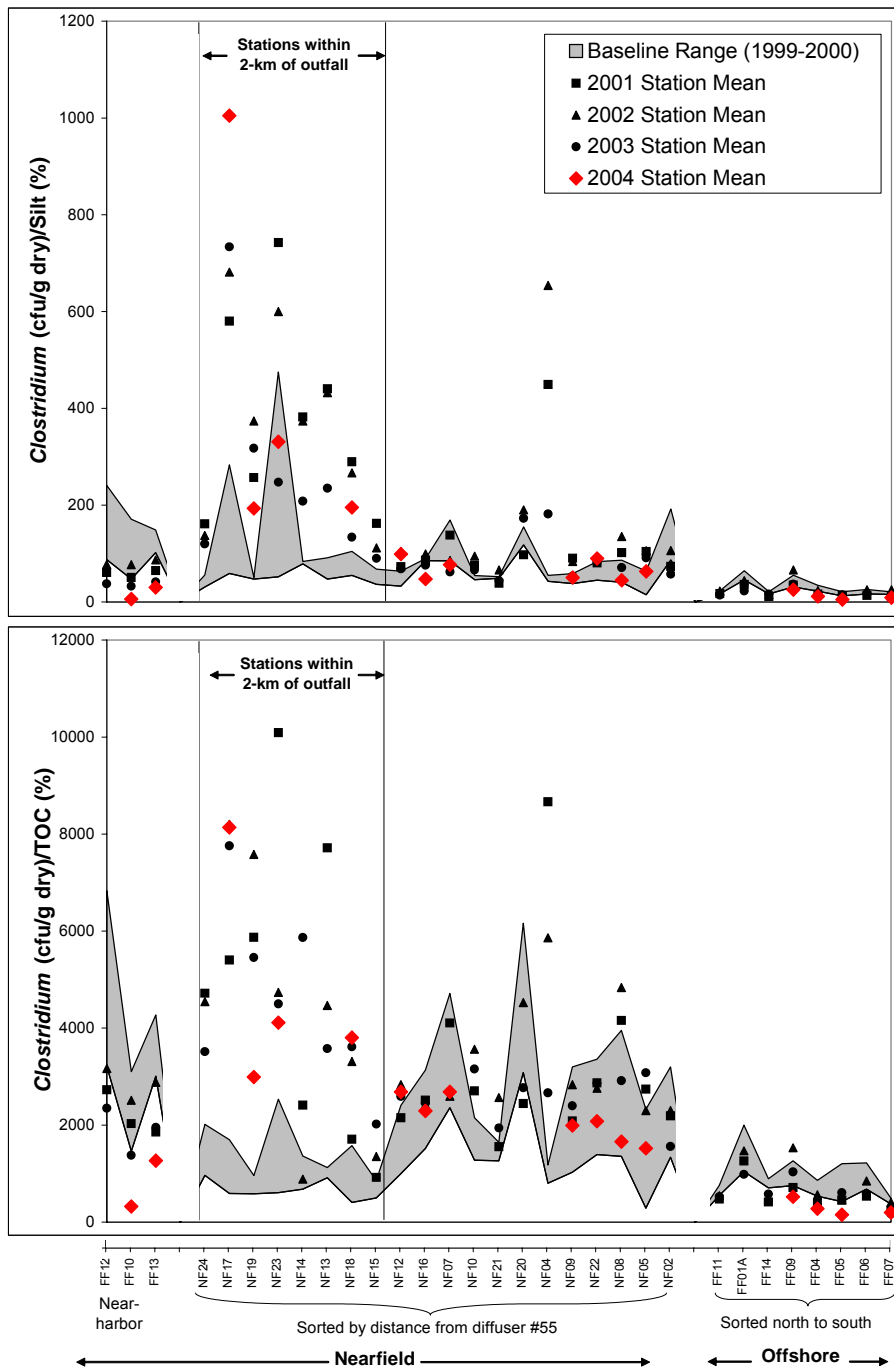 1200
1000
800
600
400
200
0
Clostridium (cfu/g dry)/Silt (%)
Stations within
2-km of outfall
Baseline Range (1999-2000)
2001 Station Mean
2002 Station Mean
2003 Station Mean
2004 Station Mean
12000
10000
8000
6000
4000
2000
0
Clostridium (cfu/g dry)/TOC (%)
Stations within
2-km of outfall
FF12
FF10
FF13
NF24
NF17
NF19
NF23
NF14
NF13
NF18
NF15
NF12
NF16
NF07
NF10
NF21
NF20
NF04
NF09
NF22
NF08
NF05
NF02
FF11
FF01A
FF14
FF09
FF04
FF05
FF06
FF07
Near-
harbor
Sorted by distance from diffuser #55
Sorted north to south
Nearfield
Offshore